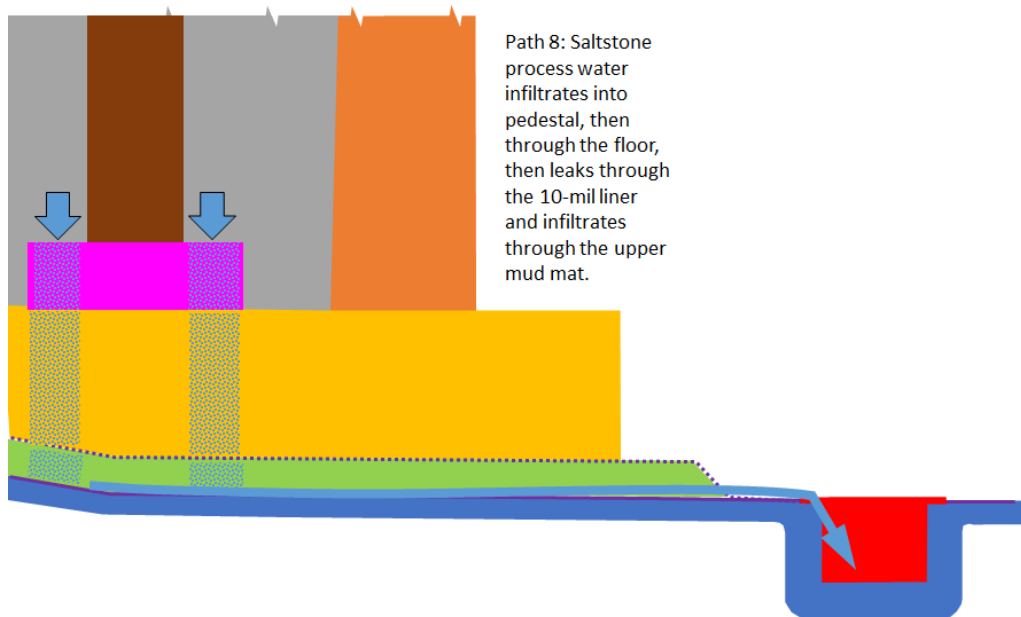 Path 8: Saltstone
process water
infiltrates into
pedestal, then
through the floor,
then leaks through
the 10-mil liner
and infiltrates
through the upper
mud mat.